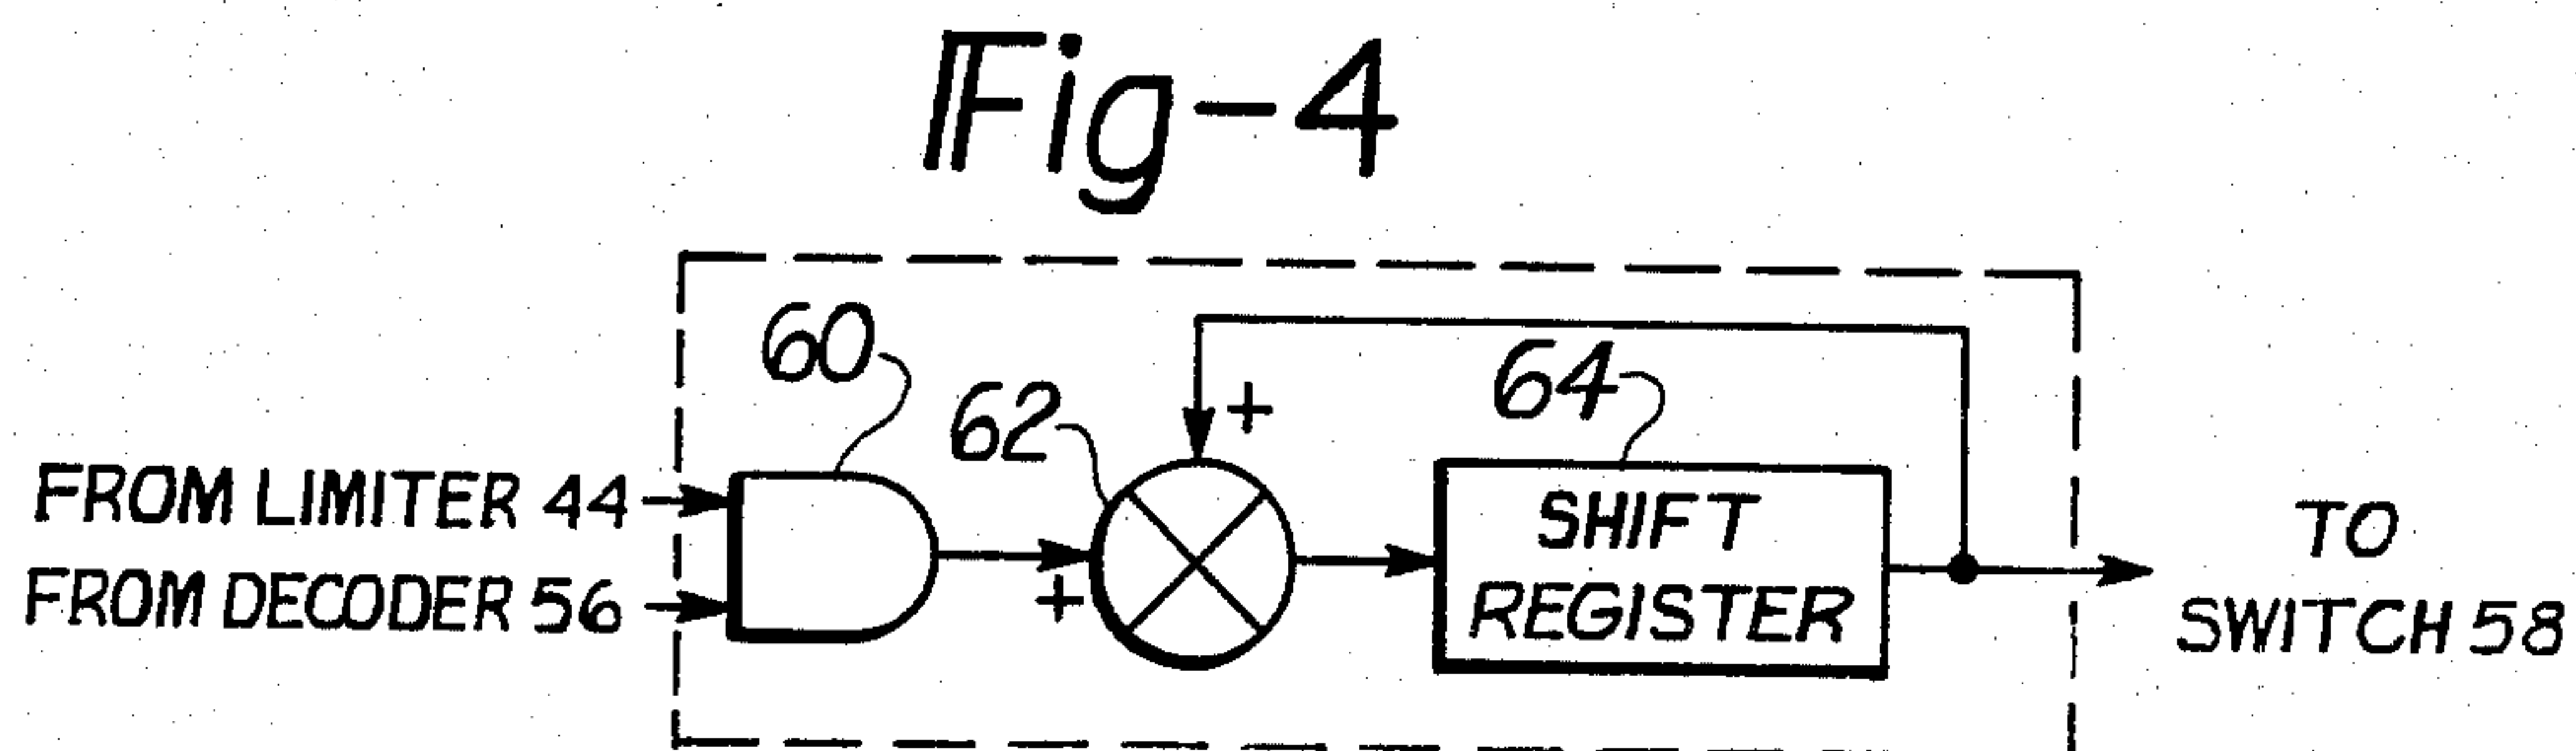 Fig-4
60
62
+
64
FROM LIMITER 44
FROM DECODER 56
+
SHIFT
REGISTER
TO
SWITCH 58